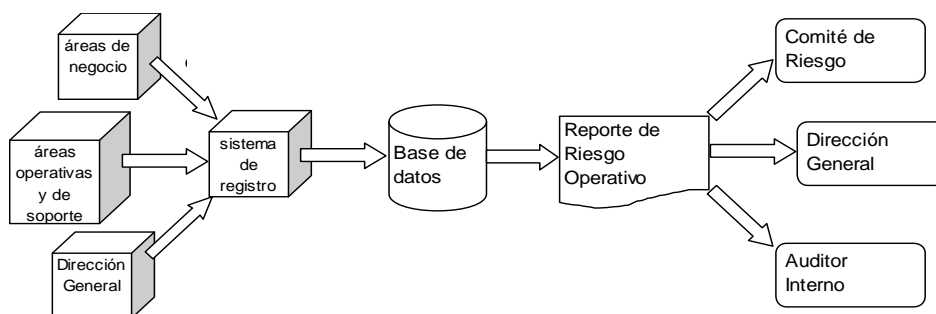 áreas de
negocio
áreas
operativas
y de
soporte
Dirección
General
sistema
de
registro
Base de
datos
Reporte de
Riesgo
Operativo
Comité de
Riesgo
Dirección
General
Auditor
Interno